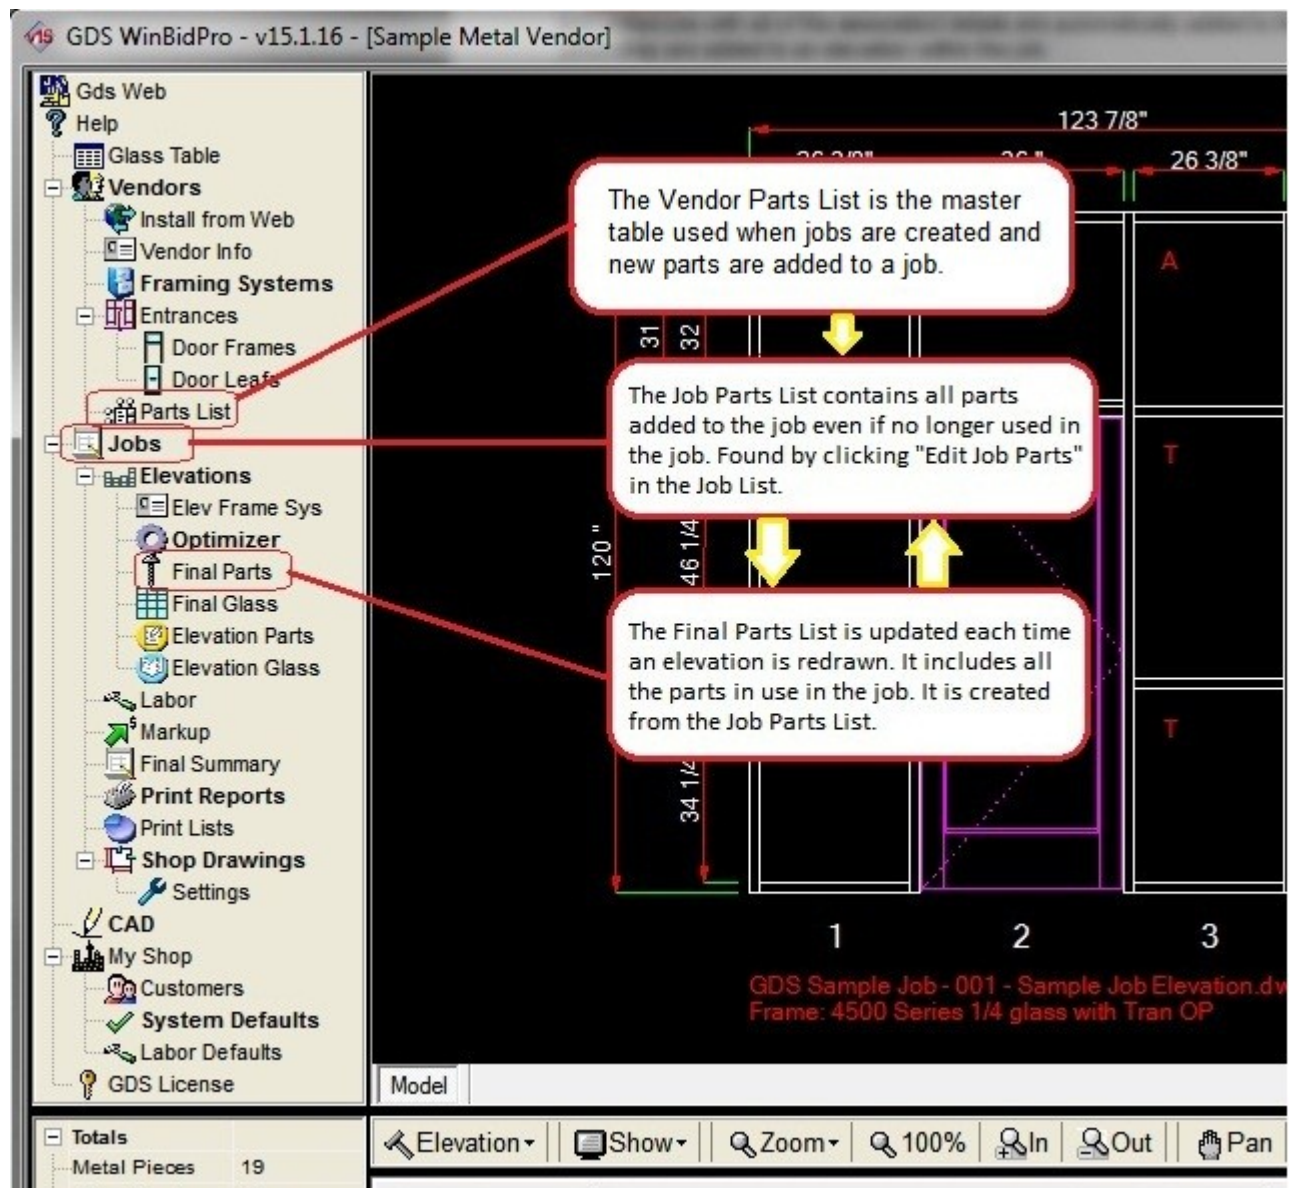 GDS WinBidPro - v15.1.16 - [Sample Metal Vendor]
Gds Web
Help
Glass Table
Vendors
Install from Web
Vendor Info
Framing Systems
Entrances
Door Frames
Door Leafs
Parts List
Jobs
Elevations
Elev Frame Sys
Optimizer
Final Parts
Final Glass
Elevation Parts
Elevation Glass
Labor
Markup
Final Summary
Print Reports
Print Lists
Shop Drawings
Settings
CAD
My Shop
Customers
System Defaults
Labor Defaults
GDS License
Totals
Metal Pieces 19
123 7/8"
26 3/8"
The Vendor Parts List is the master
table used when jobs are created and
new parts are added to a job.
A
31
32
The Job Parts List contains all parts
added to the job even if no longer used in
the job. Found by clicking "Edit Job Parts"
in the Job List.
T
120 "
46 1/4
The Final Parts List is updated each time
an elevation is redrawn. It includes all
the parts in use in the job. It is created
from the Job Parts List.
T
34 1/4
1 2 3
GDS Sample Job - 001 - Sample Job Elevation.dw
Frame: 4500 Series 1/4 glass with Tran OP
Model
Elevation Show Zoom 100% In Out Pan